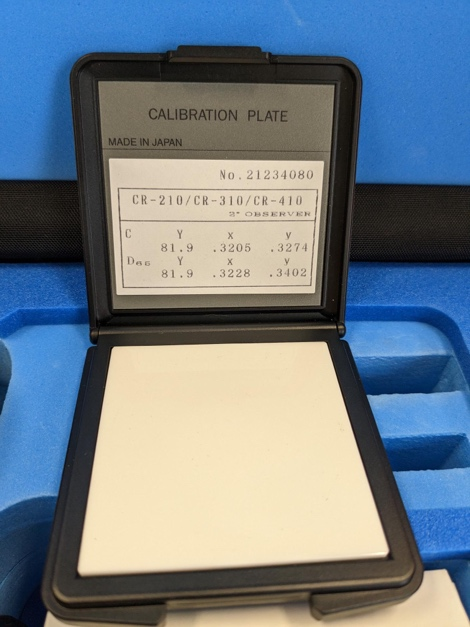 CALIBRATION PLATE
MADE IN JAPAN
No. 21234080
CR-210/CR-310/CR-410
2° OBSERVER
C Y x y
81.9 .3205 .3274
D65 Y x y
81.9 .3228 .3402